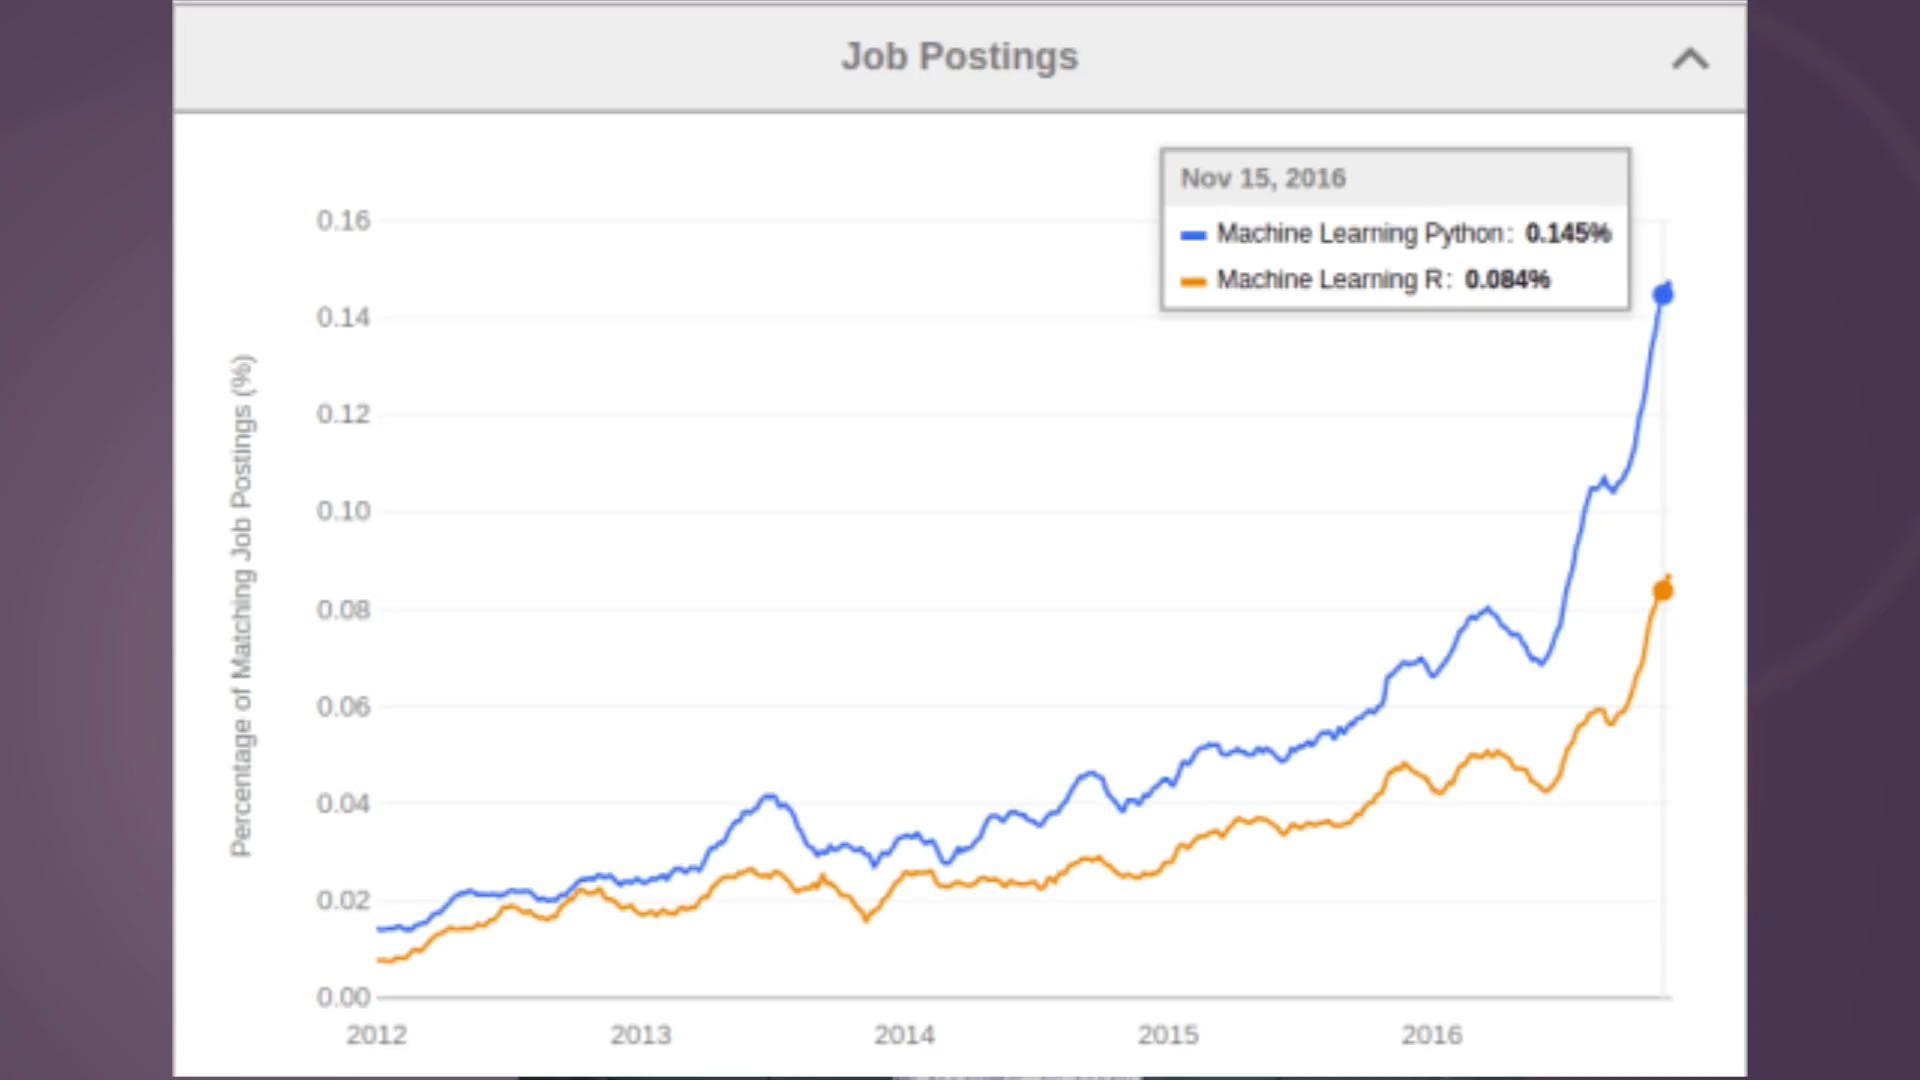 Job Postings
Nov 15, 2016
Machine Learning Python: 0.145%
Machine Learning R: 0.084%
Percentage of Matching Job Postings (%)
0.16
0.14
0.12
0.10
0.08
0.06
0.04
0.02
0.00
2012 2013 2014 2015 2016